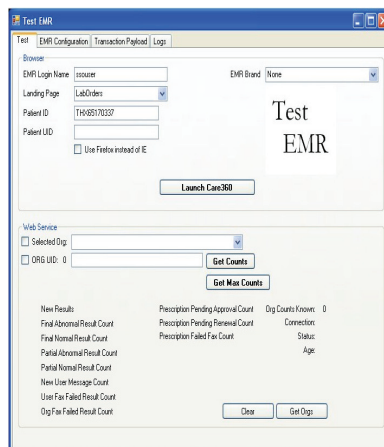 Test EMR
Test EMR Configuration Transaction Payload Logs
Browser
EMR Login Name ssouser EMR Brand None
Landing Page LabOrders
Patient ID THX65170337
Patient UID
Use Firefox instead of IE
Test
EMR
Launch Care360
Web Service
Selected Org:
ORG UID: 0 Get Counts
Get Max Counts
New Results Prescription Pending Approval Count Org Counts Known: 0
Final Abnormal Result Count Prescription Pending Renewal Count Connection:
Final Normal Result Count Prescription Failed Fax Count Status:
Partial Abnormal Result Count Age:
Partial Normal Result Count
New User Message Count
User Fax Failed Result Count
Org Fax Failed Result Count Clear Get Orgs